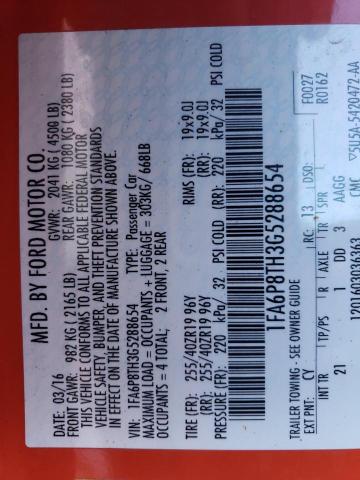 MFD. BY FORD MOTOR CO.
DATE: 03/16 GVWR: 2041 KG ( 4500 LB)
FRONT GAWR: 982 KG ( 2165 LB) REAR GAWR: 1080 KG ( 2380 LB)
THIS VEHICLE CONFORMS TO ALL APPLICABLE FEDERAL MOTOR
VEHICLE SAFETY, BUMPER, AND THEFT PREVENTION STANDARDS
IN EFFECT ON THE DATE OF MANUFACTURE SHOWN ABOVE.
VIN: 1FA6P8TH3G5288654 TYPE: Passenger Car
MAXIMUM LOAD = OCCUPANTS + LUGGAGE = 303KG/ 668LB
OCCUPANTS = 4 TOTAL: 2 FRONT, 2 REAR
TIRE (FR): 255/40ZR19 96Y RIMS (FR): 19x9.0J
(RR): 255/40ZR19 96Y (RR): 19x9.0J
PRESSURE (FR): 220 kPa/ 32 PSI COLD (RR): 220 kPa/ 32 PSI COLD
1FA6P8TH3G5288654
TRAILER TOWING - SEE OWNER GUIDE F0027
EXT PNT: CY RC: 13 DSO: R0162
INT TR TP/PS R AXLE TR SPR
21 1 DD 3 AAGG
CMC ▽5U5A-5420472-AA